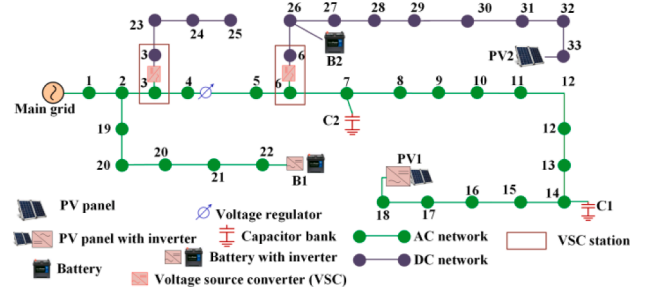 26 27 28 29 30 31 32
23 24 25
3 6 B2 PV2 33
1 2 3 4 5 6 7 8 9 10 11 12
Main grid
C2
19 12
20 20 21 22 B1 PV1 13
18 17 16 15 14 C1
PV panel
Voltage regulator
PV panel with inverter
Capacitor bank
AC network
VSC station
Battery
Battery with inverter
DC network
Voltage source converter (VSC)